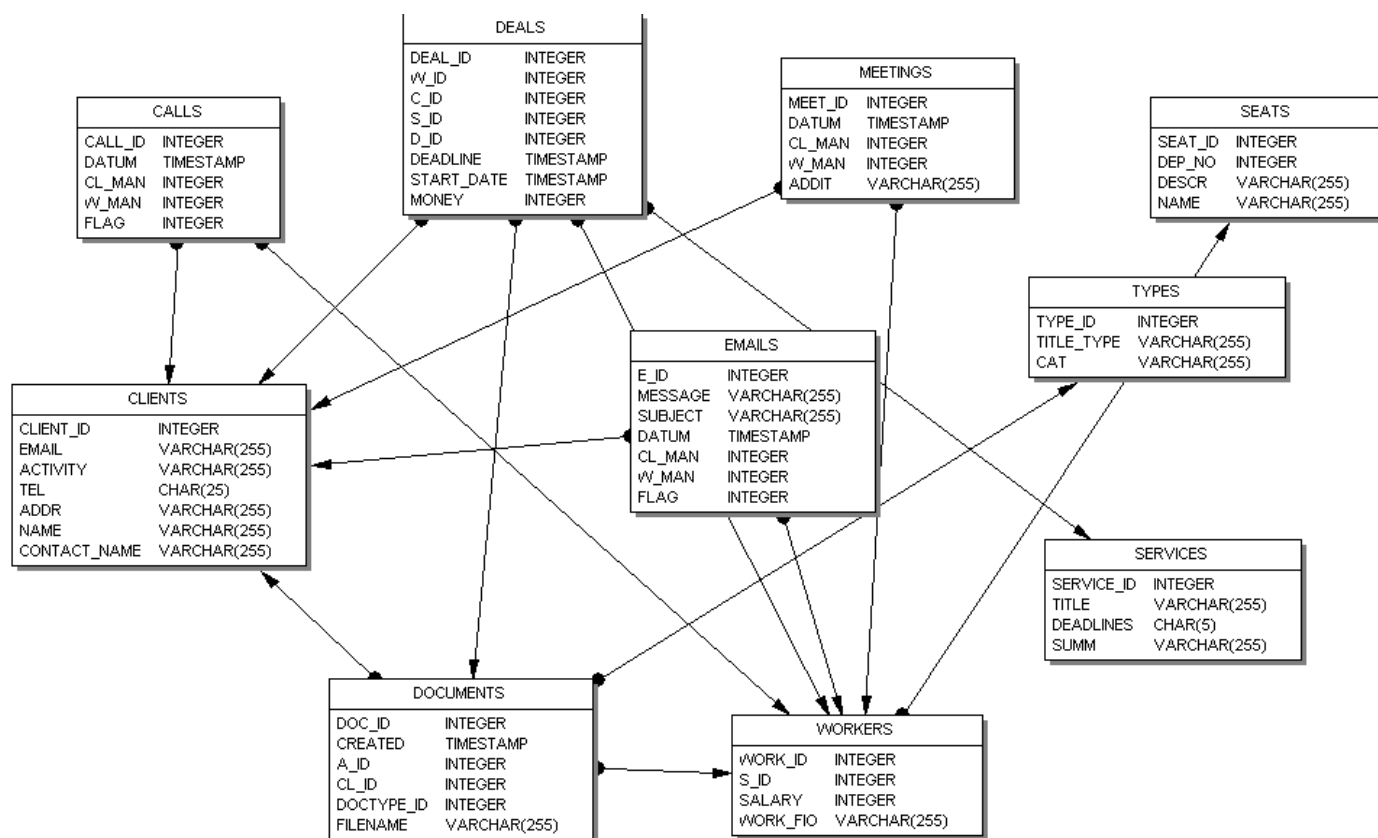 DEALS
DEAL_ID INTEGER
W_ID INTEGER
C_ID INTEGER
S_ID INTEGER
D_ID INTEGER
DEADLINE TIMESTAMP
START_DATE TIMESTAMP
MONEY INTEGER
MEETINGS
MEET_ID INTEGER
DATUM TIMESTAMP
CL_MAN INTEGER
W_MAN INTEGER
ADDIT VARCHAR(255)
CALLS
CALL_ID INTEGER
DATUM TIMESTAMP
CL_MAN INTEGER
W_MAN INTEGER
FLAG INTEGER
SEATS
SEAT_ID INTEGER
DEP_NO INTEGER
DESCR VARCHAR(255)
NAME VARCHAR(255)
TYPES
TYPE_ID INTEGER
TITLE_TYPE VARCHAR(255)
CAT VARCHAR(255)
EMAILS
E_ID INTEGER
MESSAGE VARCHAR(255)
SUBJECT VARCHAR(255)
DATUM TIMESTAMP
CL_MAN INTEGER
W_MAN INTEGER
FLAG INTEGER
CLIENTS
CLIENT_ID INTEGER
EMAIL VARCHAR(255)
ACTIVITY VARCHAR(255)
TEL CHAR(25)
ADDR VARCHAR(255)
NAME VARCHAR(255)
CONTACT_NAME VARCHAR(255)
SERVICES
SERVICE_ID INTEGER
TITLE VARCHAR(255)
DEADLINES CHAR(5)
SUMM VARCHAR(255)
DOCUMENTS
DOC_ID INTEGER
CREATED TIMESTAMP
A_ID INTEGER
CL_ID INTEGER
DOCTYPE_ID INTEGER
FILENAME VARCHAR(255)
WORKERS
WORK_ID INTEGER
S_ID INTEGER
SALARY INTEGER
WORK_FIO VARCHAR(255)